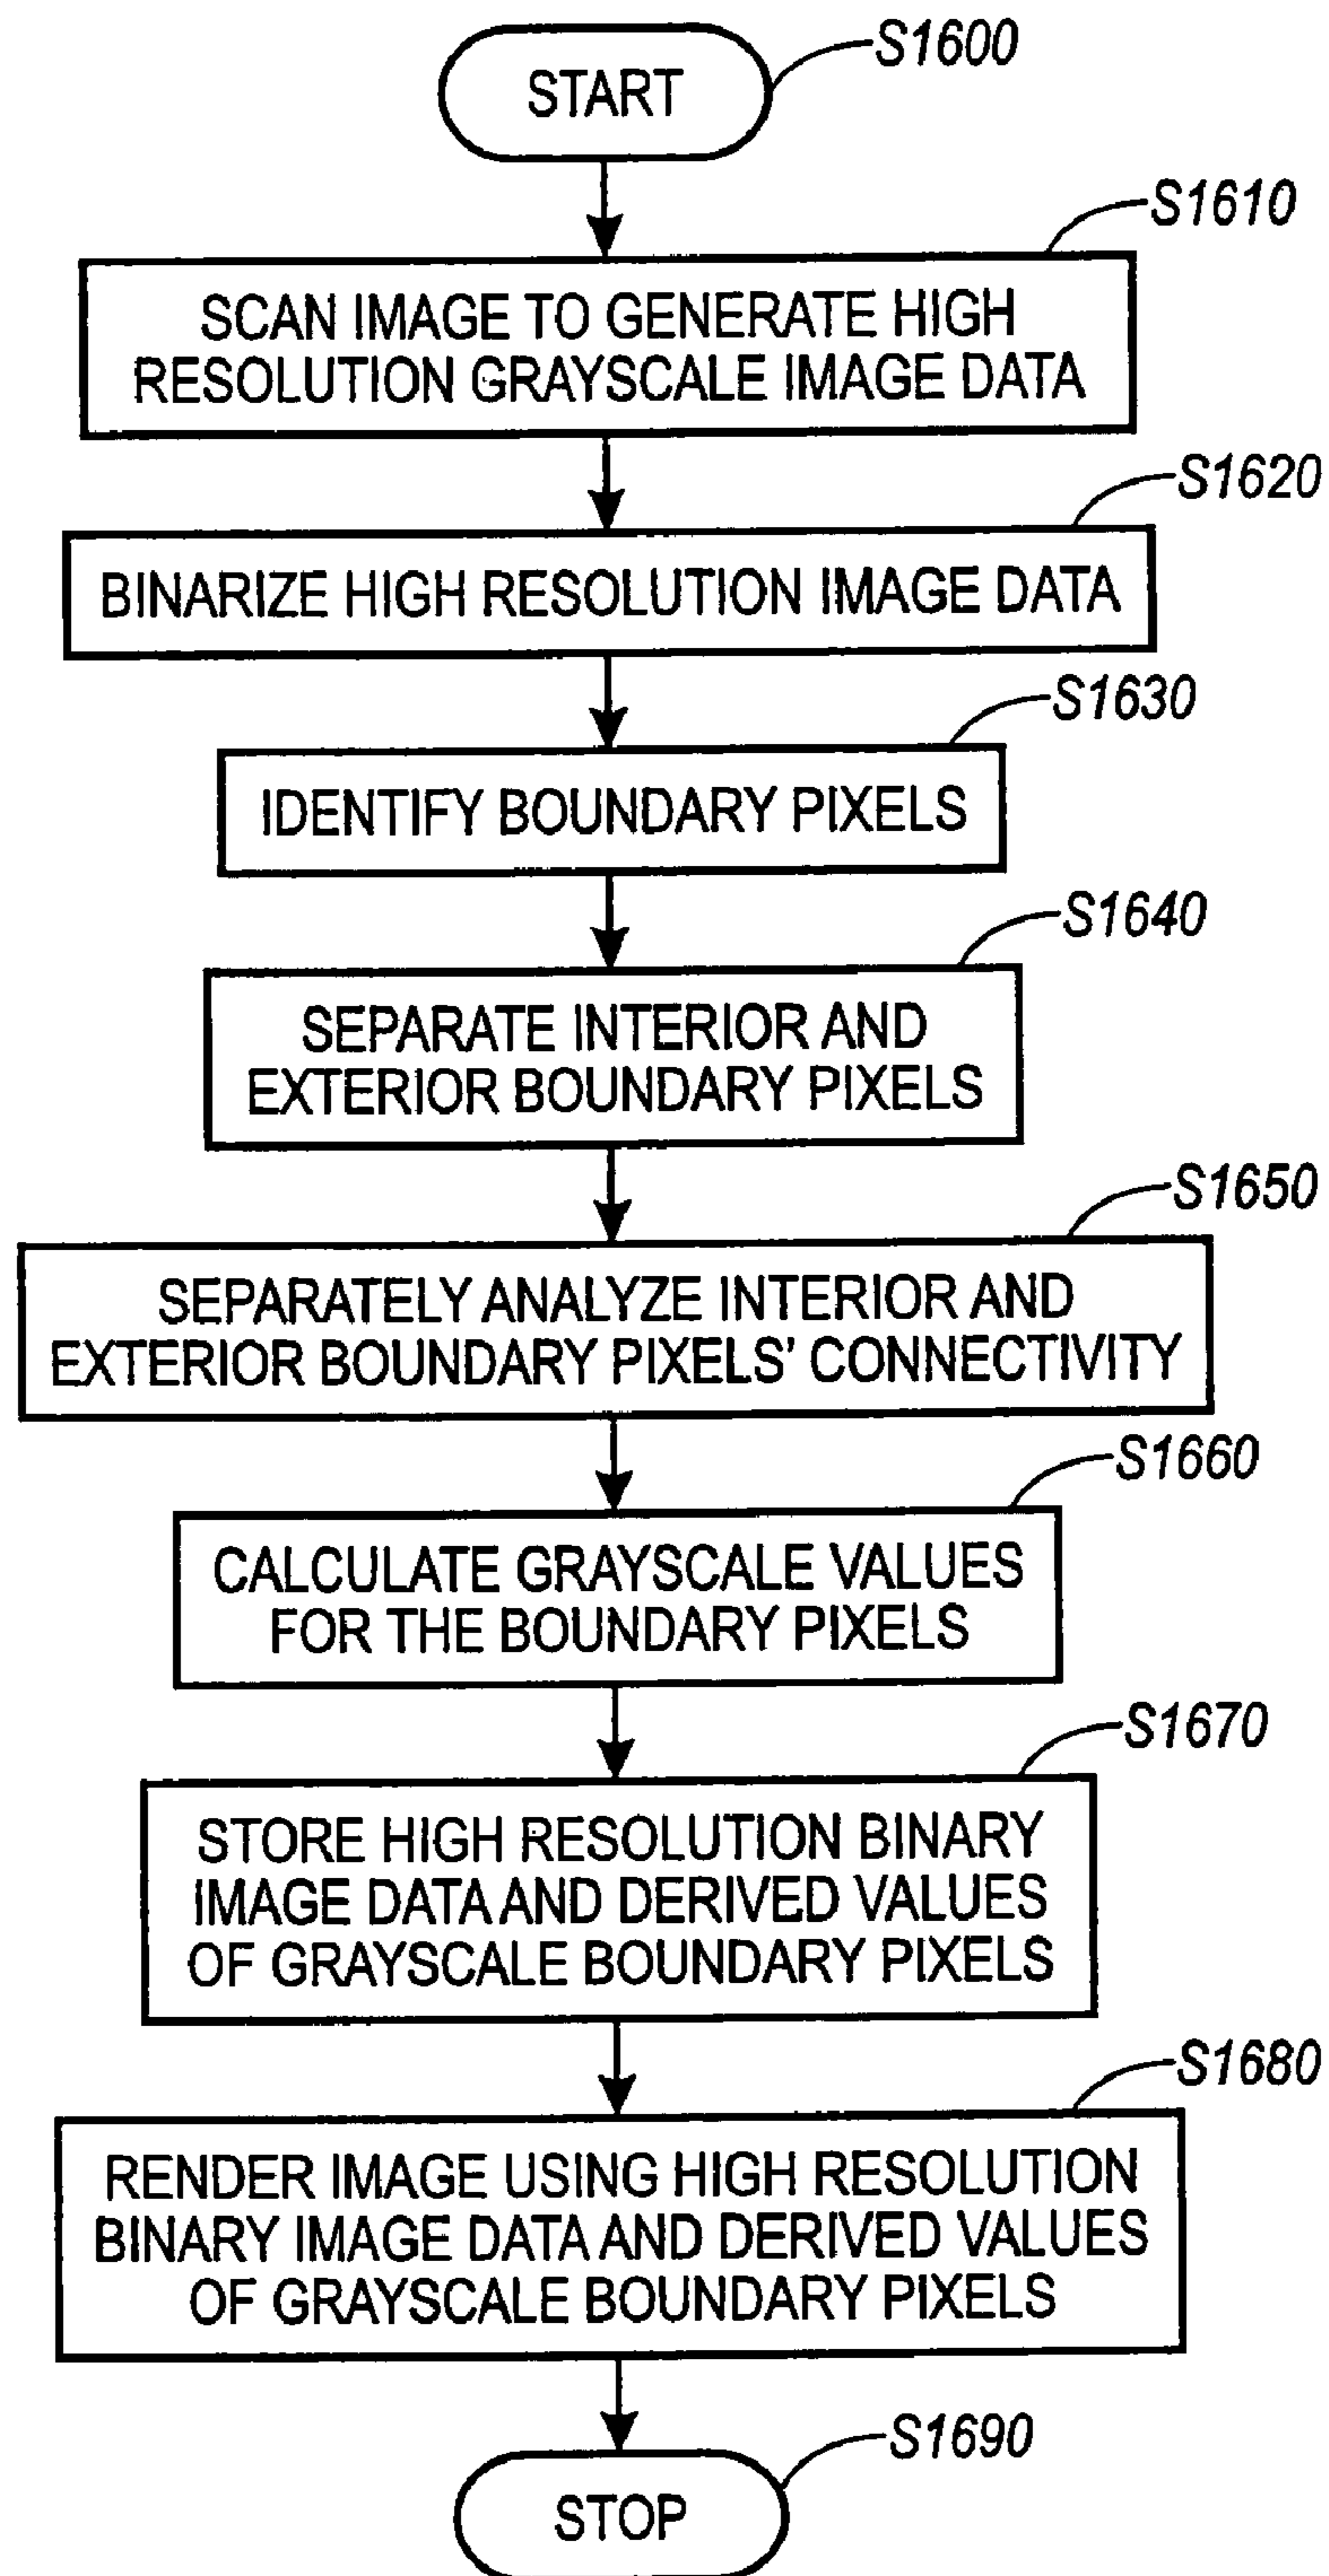 S1600
START
S1610
SCAN IMAGE TO GENERATE HIGH
RESOLUTION GRAYSCALE IMAGE DATA
S1620
BINARIZE HIGH RESOLUTION IMAGE DATA
S1630
IDENTIFY BOUNDARY PIXELS
S1640
SEPARATE INTERIOR AND
EXTERIOR BOUNDARY PIXELS
S1650
SEPARATELY ANALYZE INTERIOR AND
EXTERIOR BOUNDARY PIXELS' CONNECTIVITY
S1660
CALCULATE GRAYSCALE VALUES
FOR THE BOUNDARY PIXELS
S1670
STORE HIGH RESOLUTION BINARY
IMAGE DATA AND DERIVED VALUES
OF GRAYSCALE BOUNDARY PIXELS
S1680
RENDER IMAGE USING HIGH RESOLUTION
BINARY IMAGE DATA AND DERIVED VALUES
OF GRAYSCALE BOUNDARY PIXELS
S1690
STOP